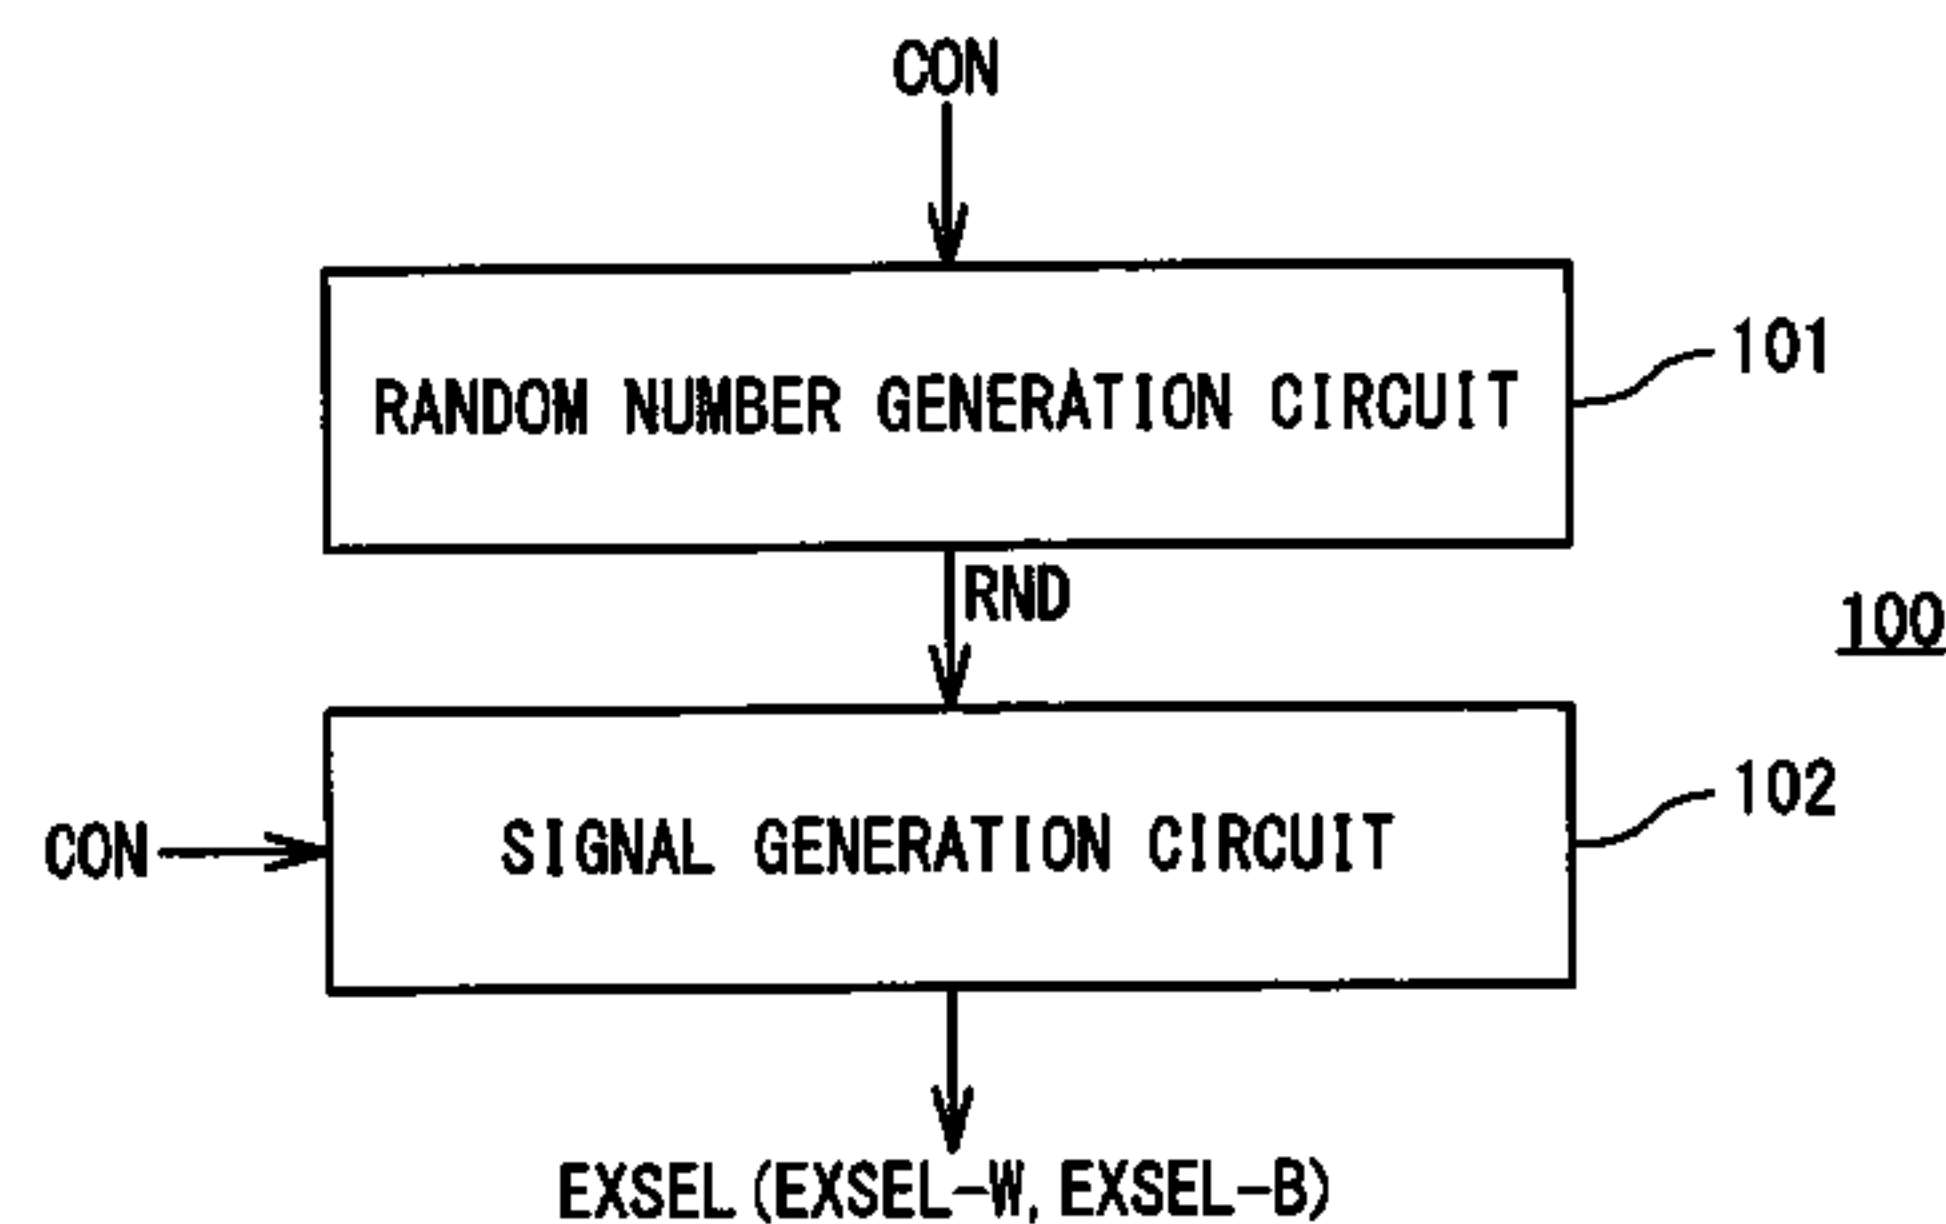 CON
RANDOM NUMBER GENERATION CIRCUIT
101
RND
100
SIGNAL GENERATION CIRCUIT
102
CON
EXSEL(EXSEL-W, EXSEL-B)